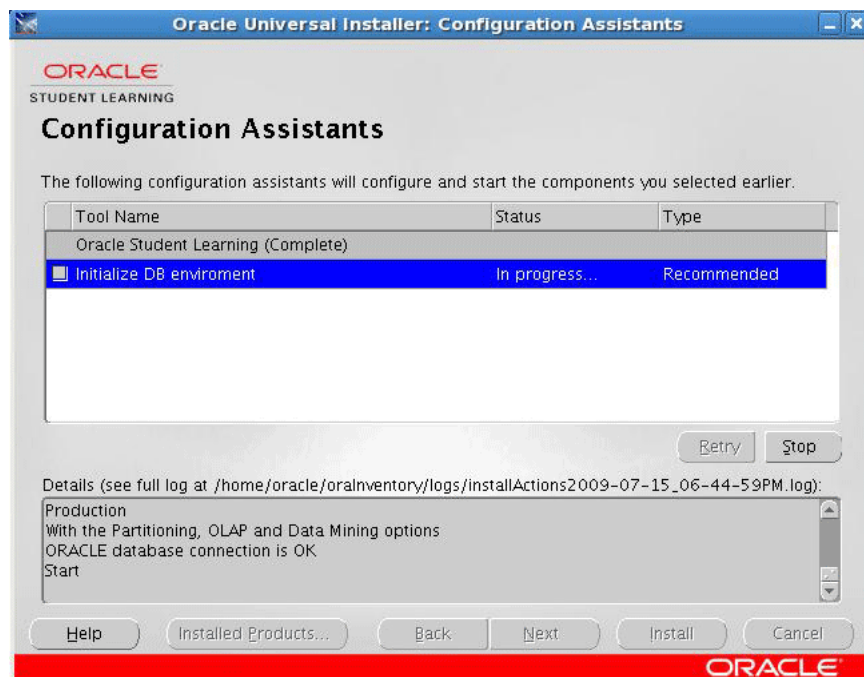 Oracle Universal Installer: Configuration Assistants
ORACLE
STUDENT LEARNING
Configuration Assistants
The following configuration assistants will configure and start the components you selected earlier.
Tool Name Status Type
Oracle Student Learning (Complete)
Initialize DB enviroment In progress... Recommended
Retry Stop
Details (see full log at /home/oracle/oraInventory/logs/installActions2009-07-15_06-44-59PM.log):
Production
With the Partitioning, OLAP and Data Mining options
ORACLE database connection is OK
Start
Help Installed Products... Back Next Install Cancel
ORACLE